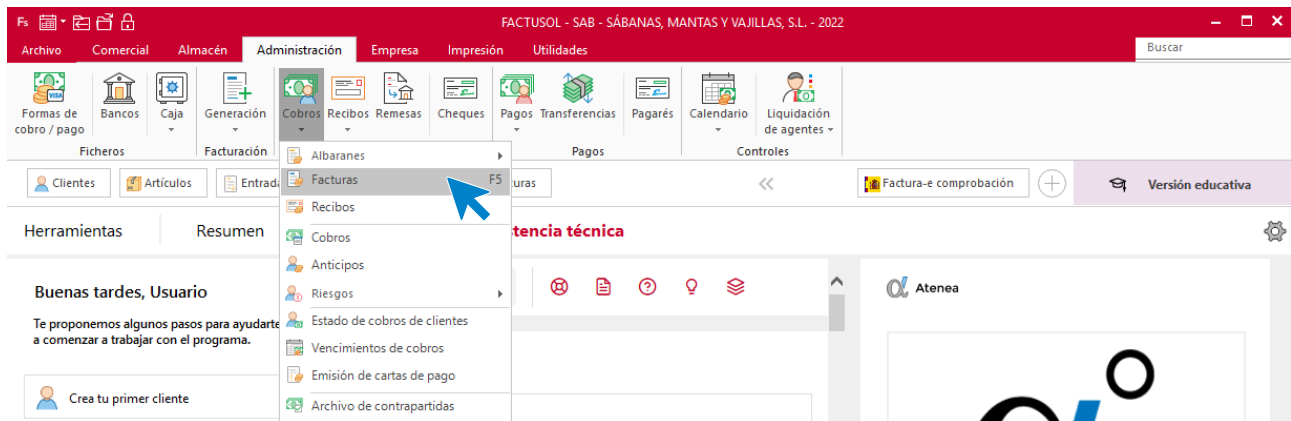 Fs
FACTUSOL - SAB - SÁBANAS, MANTAS Y VAJILLAS, S.L. - 2022
Archivo Comercial Almacén Administración Empresa Impresión Utilidades Buscar
Formas de cobro / pago Bancos Caja Generación Cobros Recibos Remesas Cheques Pagos Transferencias Pagarés Calendario Liquidación de agentes
Ficheros Facturación Pagos Controles
Albaranes
Facturas F5
Recibos
Cobros
Anticipos
Riesgos
Estado de cobros de clientes
Vencimientos de cobros
Emisión de cartas de pago
Archivo de contrapartidas
Clientes Artículos Entrad uras Factura-e comprobación Versión educativa
Herramientas Resumen tencia técnica
Buenas tardes, Usuario
Te proponemos algunos pasos para ayudarte
a comenzar a trabajar con el programa.
Crea tu primer cliente
Atenea